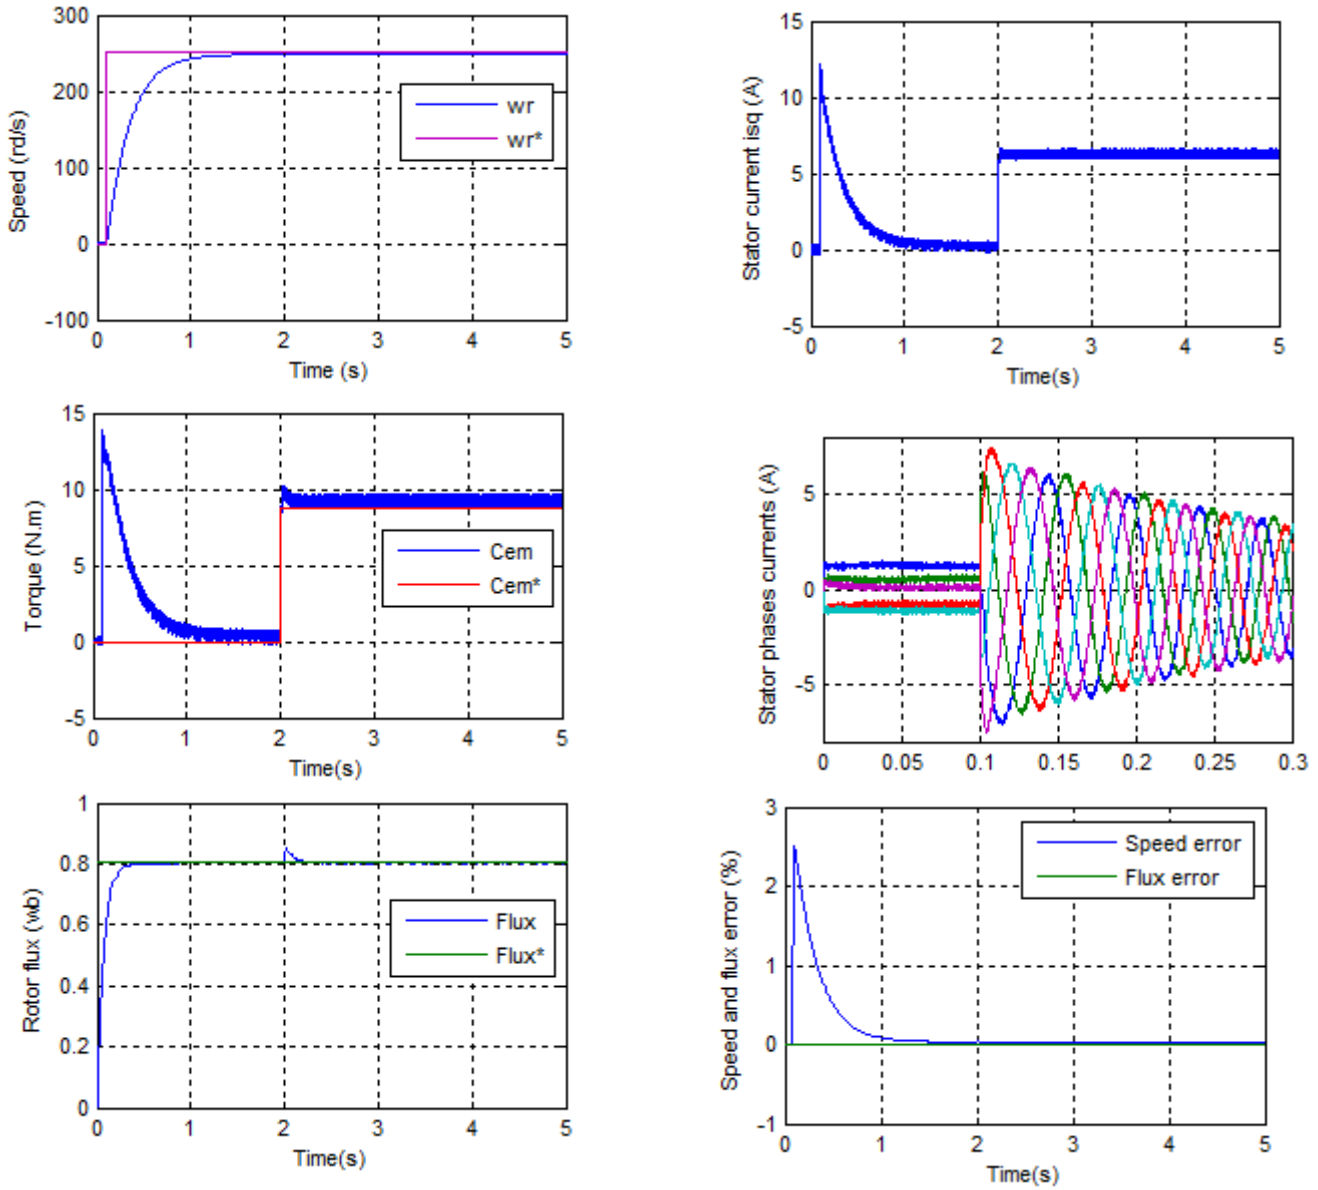 300
200
100
0
-100
Speed (rd/s)
wr
wr*
0 1 2 3 4 5
Time (s)
15
10
5
0
-5
Stator current isq (A)
0 1 2 3 4 5
Time(s)
15
10
5
0
-5
Torque (N.m)
Cem
Cem*
0 1 2 3 4 5
Time(s)
5
0
-5
Stator phases currents (A)
0 0.05 0.1 0.15 0.2 0.25 0.3
1
0.8
0.6
0.4
0.2
0
Rotor flux (wb)
Flux
Flux*
0 1 2 3 4 5
Time(s)
3
2
1
0
-1
Speed and flux error (%)
Speed error
Flux error
0 1 2 3 4 5
Time(s)